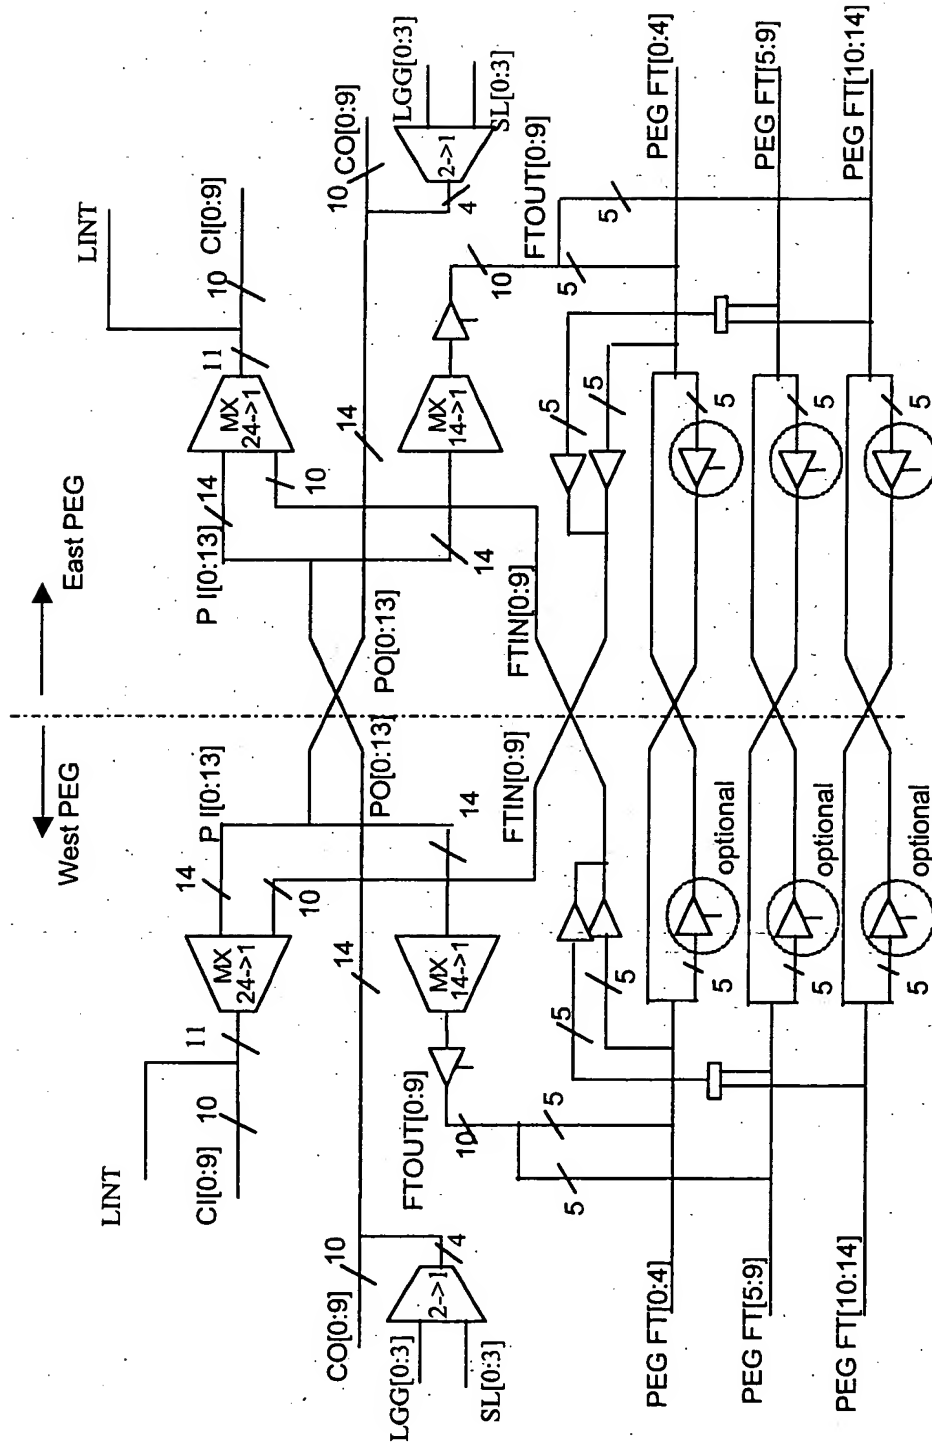 West PEG
East PEG
LINT
CI[0:9]
10
11
MX
24->1
14
10
P I[0:13]
P I[0:13]
14
10
MX
24->1
11
10
CI[0:9]
LINT
CO[0:9]
10
14
PO[0:13]
PO[0:13]
14
10
CO[0:9]
LGG[0:3]
SL[0:3]
2->1
4
FTOUT[0:9]
10
MX
14->1
14
FTIN[0:9]
FTIN[0:9]
14
MX
14->1
10
FTOUT[0:9]
4
2->1
LGG[0:3]
SL[0:3]
5
5
5
5
5
5
5
5
PEG FT[0:4]
5
optional
5
PEG FT[0:4]
PEG FT[5:9]
5
optional
5
PEG FT[5:9]
PEG FT[10:14]
5
optional
5
PEG FT[10:14]